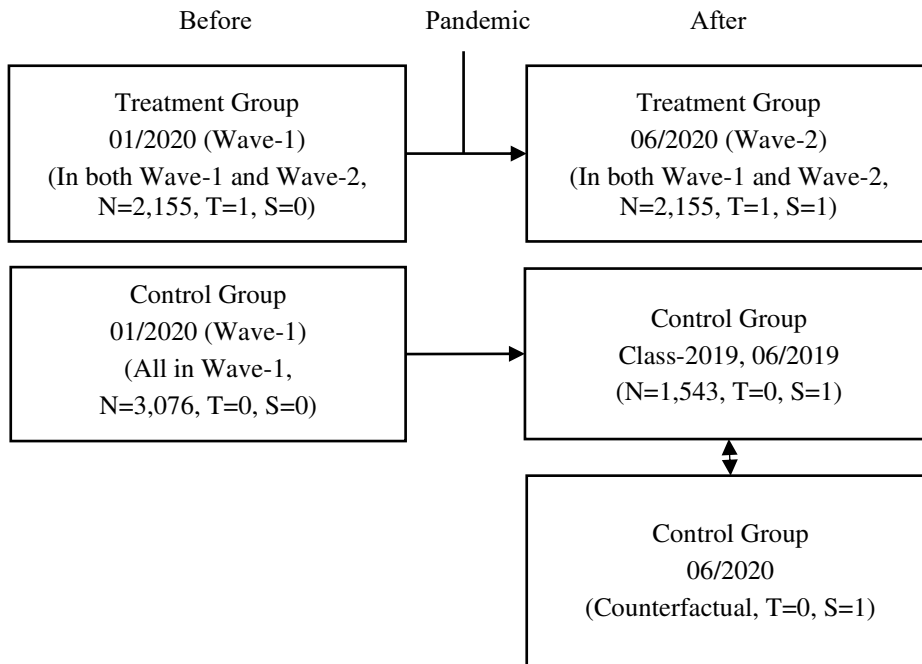 Before
Pandemic
After
Treatment Group
01/2020 (Wave-1)
(In both Wave-1 and Wave-2,
N=2,155, T=1, S=0)
Treatment Group
06/2020 (Wave-2)
(In both Wave-1 and Wave-2,
N=2,155, T=1, S=1)
Control Group
01/2020 (Wave-1)
(All in Wave-1,
N=3,076, T=0, S=0)
Control Group
Class-2019, 06/2019
(N=1,543, T=0, S=1)
Control Group
06/2020
(Counterfactual, T=0, S=1)